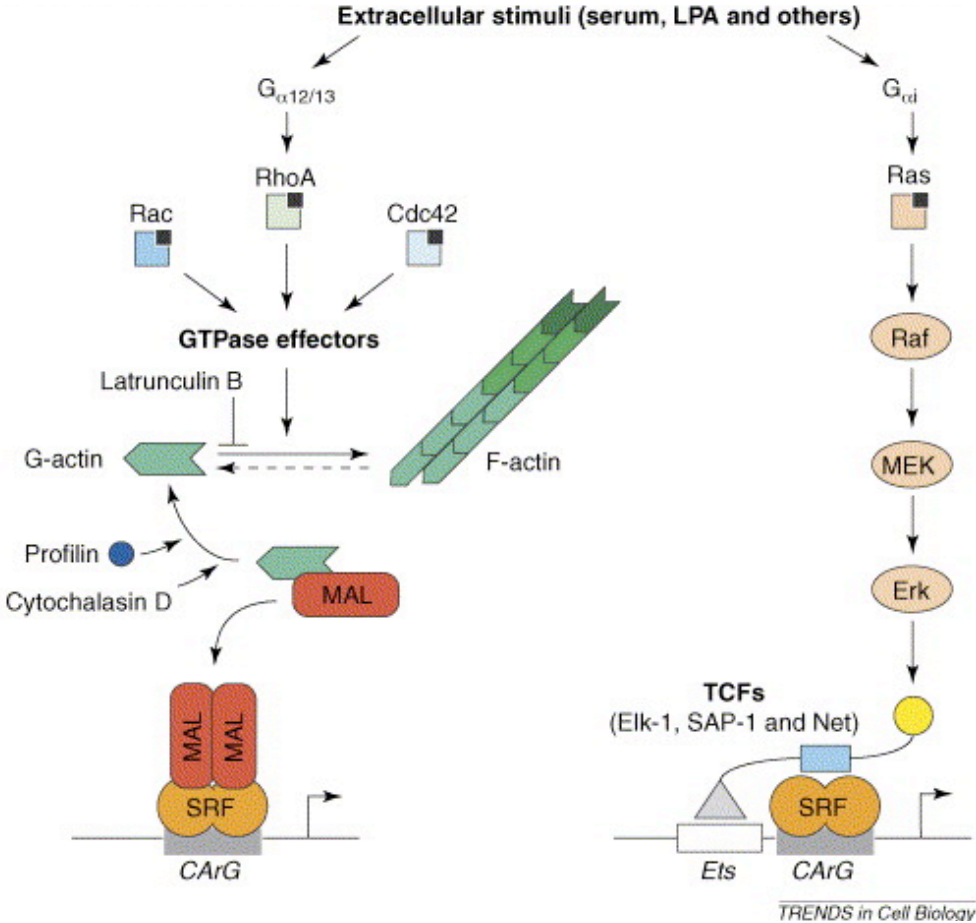 Extracellular stimuli (serum, LPA and others)
Gα12/13
Gαi
RhoA
Ras
Rac
Cdc42
GTPase effectors
Raf
Latrunculin B
G-actin
F-actin
MEK
Profilin
Cytochalasin D
MAL
Erk
TCFs
(Elk-1, SAP-1 and Net)
MAL
MAL
SRF
SRF
CArG
Ets
CArG
TRENDS in Cell Biology